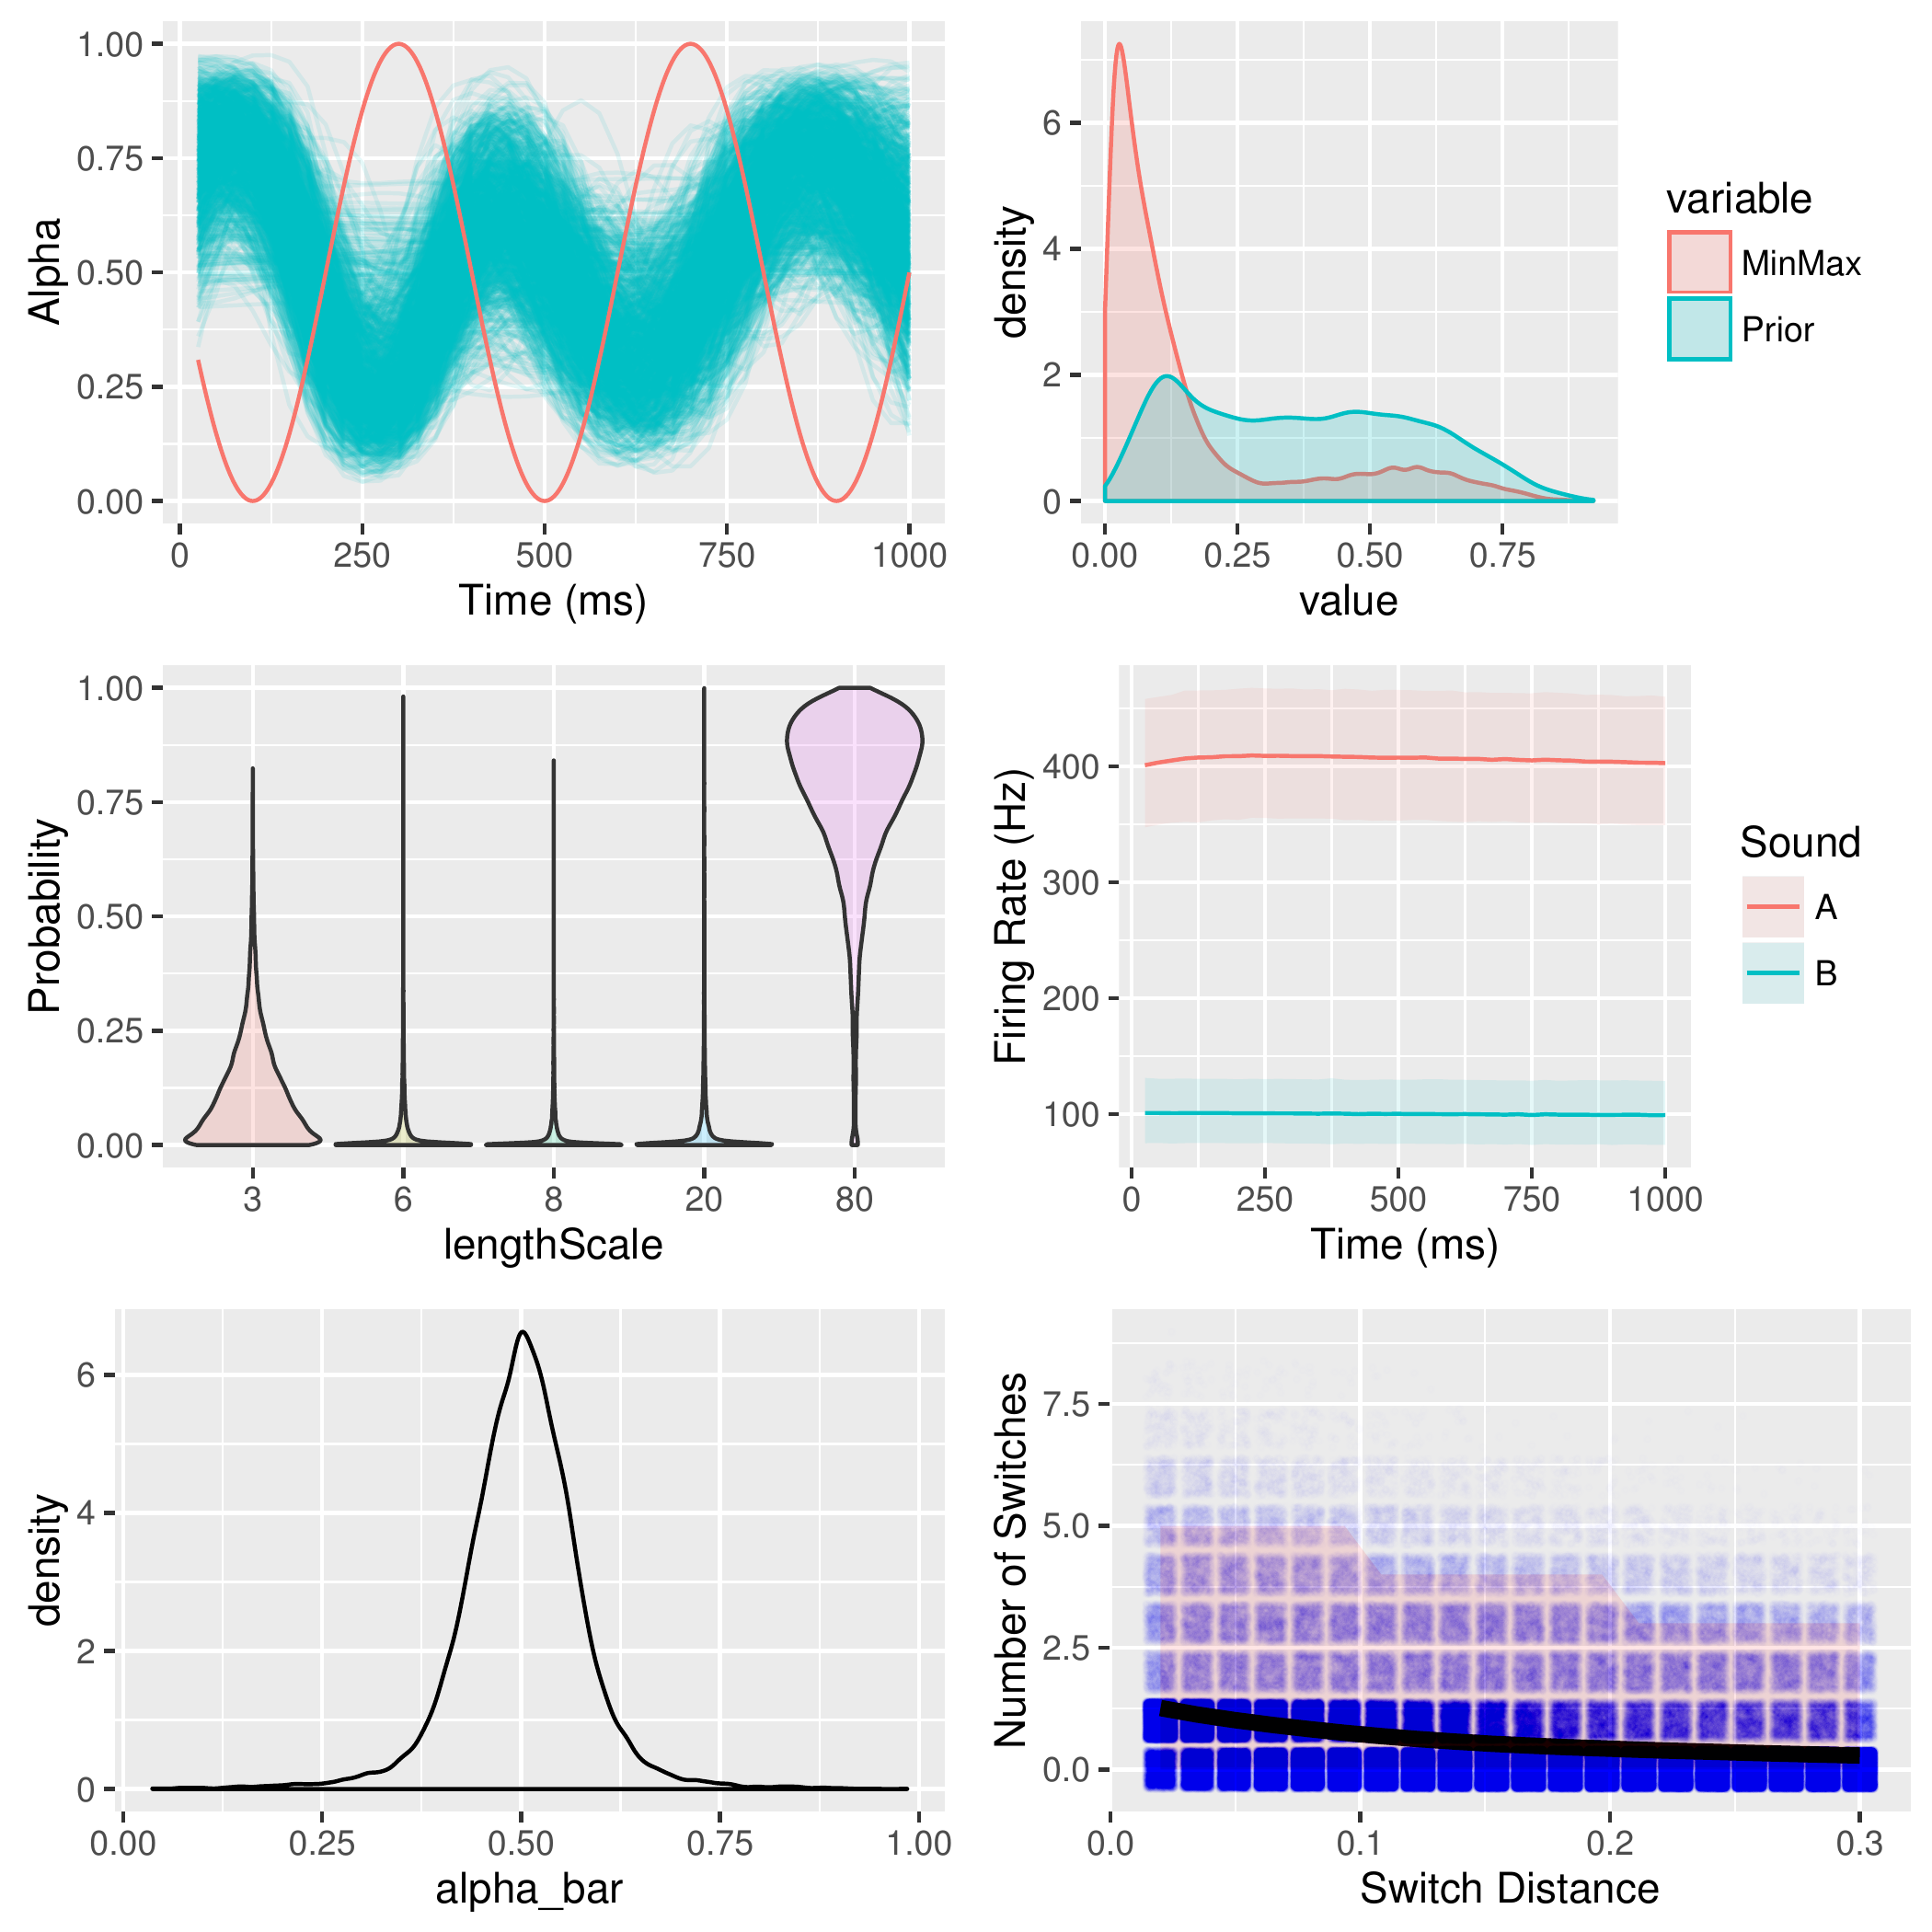 Alpha
1.00
0.75
0.50
0.25
0.00
0 250 500 750 1000
Time (ms)
density
6
4
2
0
0.00 0.25 0.50 0.75
value
variable
MinMax
Prior
Probability
1.00
0.75
0.50
0.25
0.00
3 6 8 20 80
lengthScale
Firing Rate (Hz)
400
300
200
100
0 250 500 750 1000
Time (ms)
Sound
A
B
density
6
4
2
0
0.00 0.25 0.50 0.75 1.00
alpha_bar
Number of Switches
7.5
5.0
2.5
0.0
0.0 0.1 0.2 0.3
Switch Distance